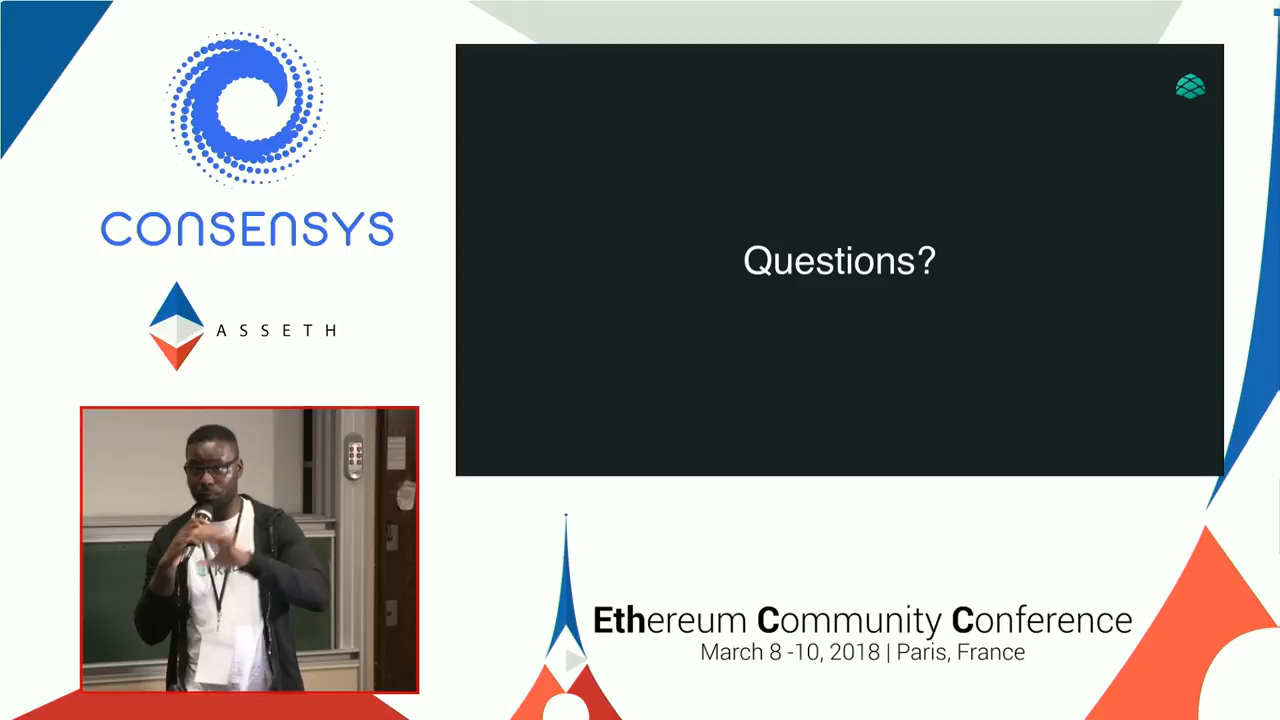 CONSENSYS
ASSETH
Questions?
Ethereum Community Conference
March 8 -10, 2018 | Paris, France